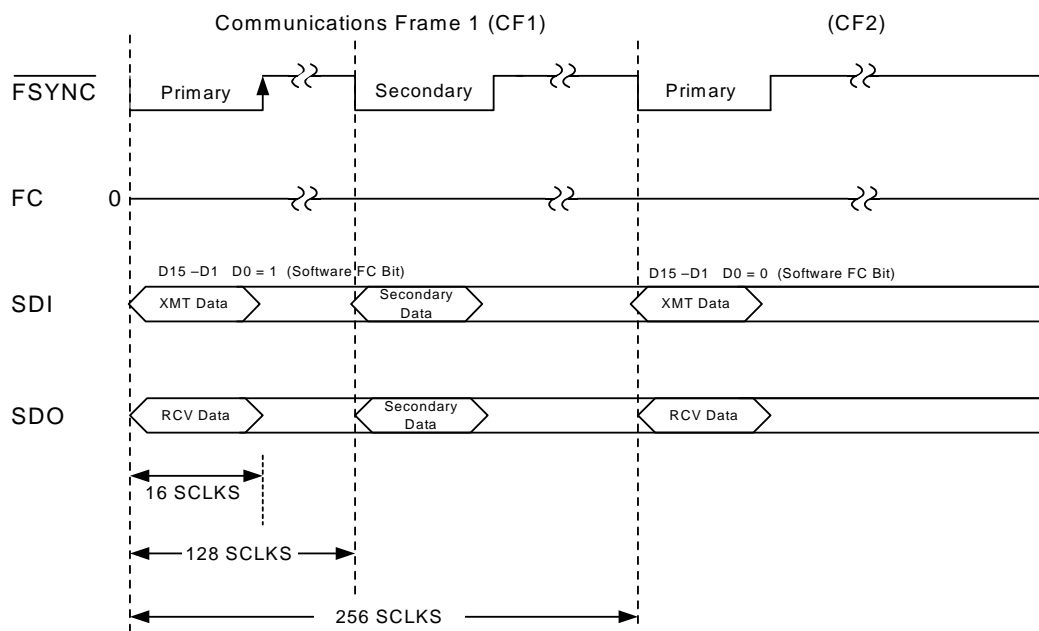 Communications Frame 1 (CF1) (CF2)
FSYNC Primary Secondary Primary
FC 0
D15 –D1 D0 = 1 (Software FC Bit) D15 –D1 D0 = 0 (Software FC Bit)
SDI XMT Data Secondary Data XMT Data
SDO RCV Data Secondary Data RCV Data
16 SCLKS
128 SCLKS
256 SCLKS